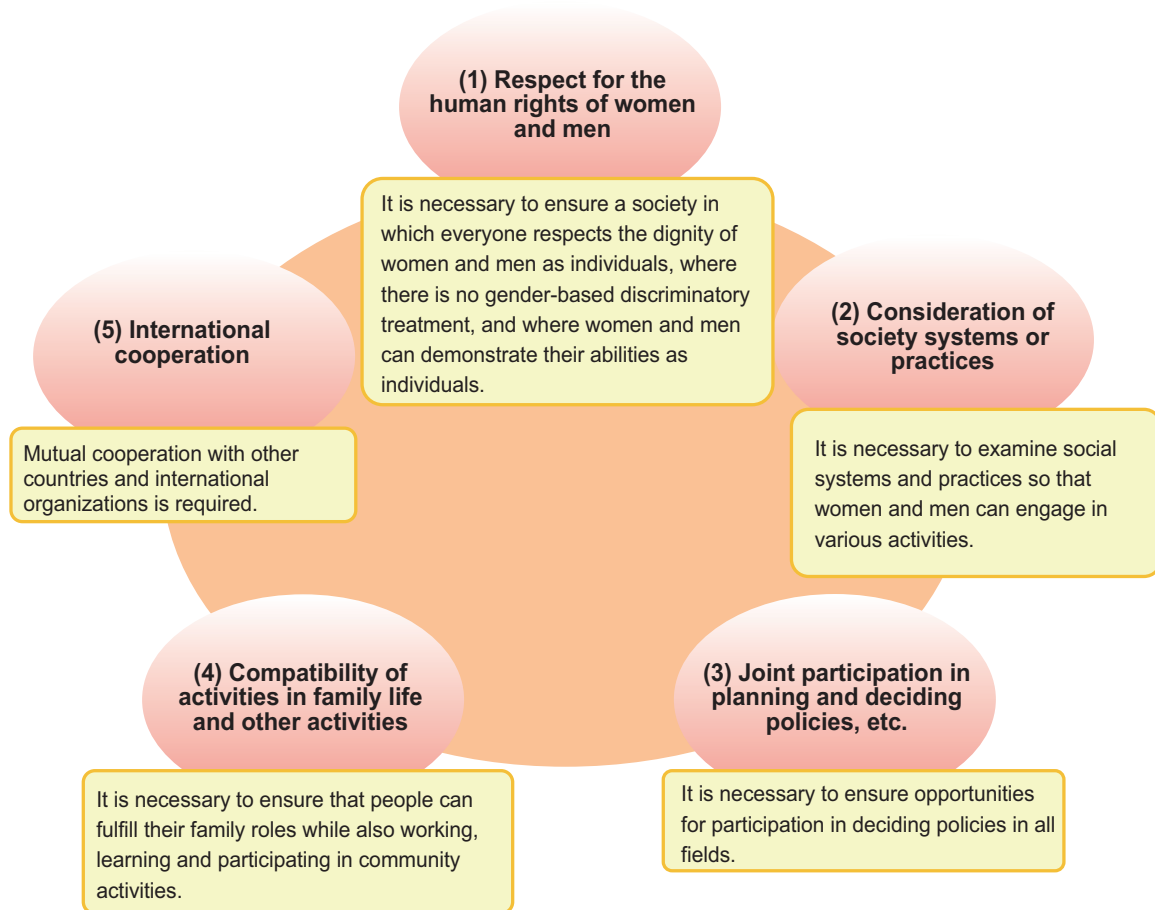 (1) Respect for the
human rights of women
and men
It is necessary to ensure a society in
which everyone respects the dignity of
women and men as individuals, where
there is no gender-based discriminatory
treatment, and where women and men
can demonstrate their abilities as
individuals.
(2) Consideration of
society systems or
practices
It is necessary to examine social
systems and practices so that
women and men can engage in
various activities.
(3) Joint participation in
planning and deciding
policies, etc.
It is necessary to ensure opportunities
for participation in deciding policies in all
fields.
(4) Compatibility of
activities in family life
and other activities
It is necessary to ensure that people can
fulfill their family roles while also working,
learning and participating in community
activities.
(5) International
cooperation
Mutual cooperation with other
countries and international
organizations is required.